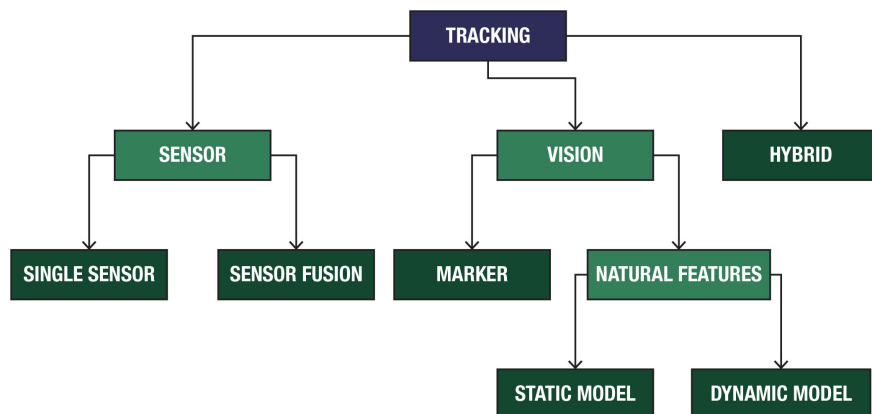 TRACKING
SENSOR
VISION
HYBRID
SINGLE SENSOR
SENSOR FUSION
MARKER
NATURAL FEATURES
STATIC MODEL
DYNAMIC MODEL